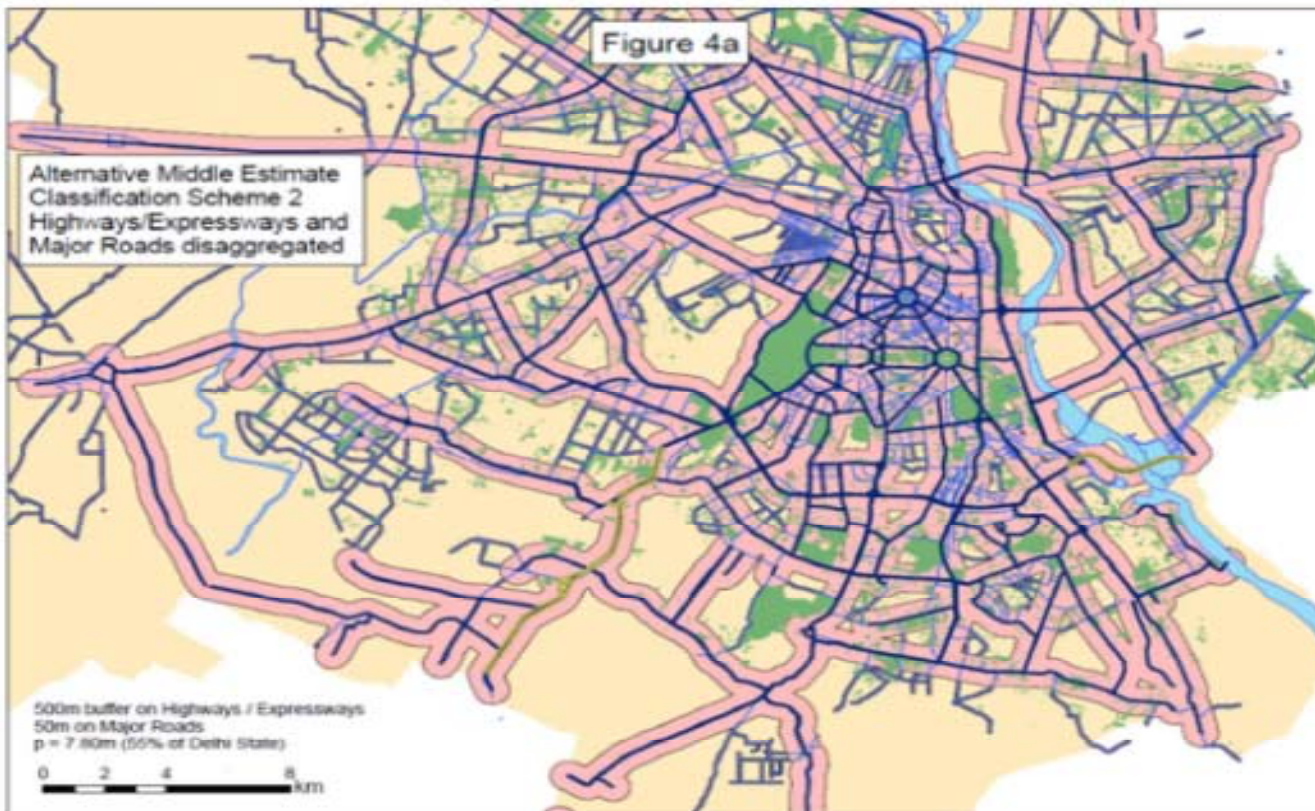 Figure 4a
Alternative Middle Estimate
Classification Scheme 2
Highways/Expressways and
Major Roads disaggregated
500m buffer on Highways / Expressways
50m on Major Roads
p = 7.80m (55% of Delhi State)
0 2 4 8
km